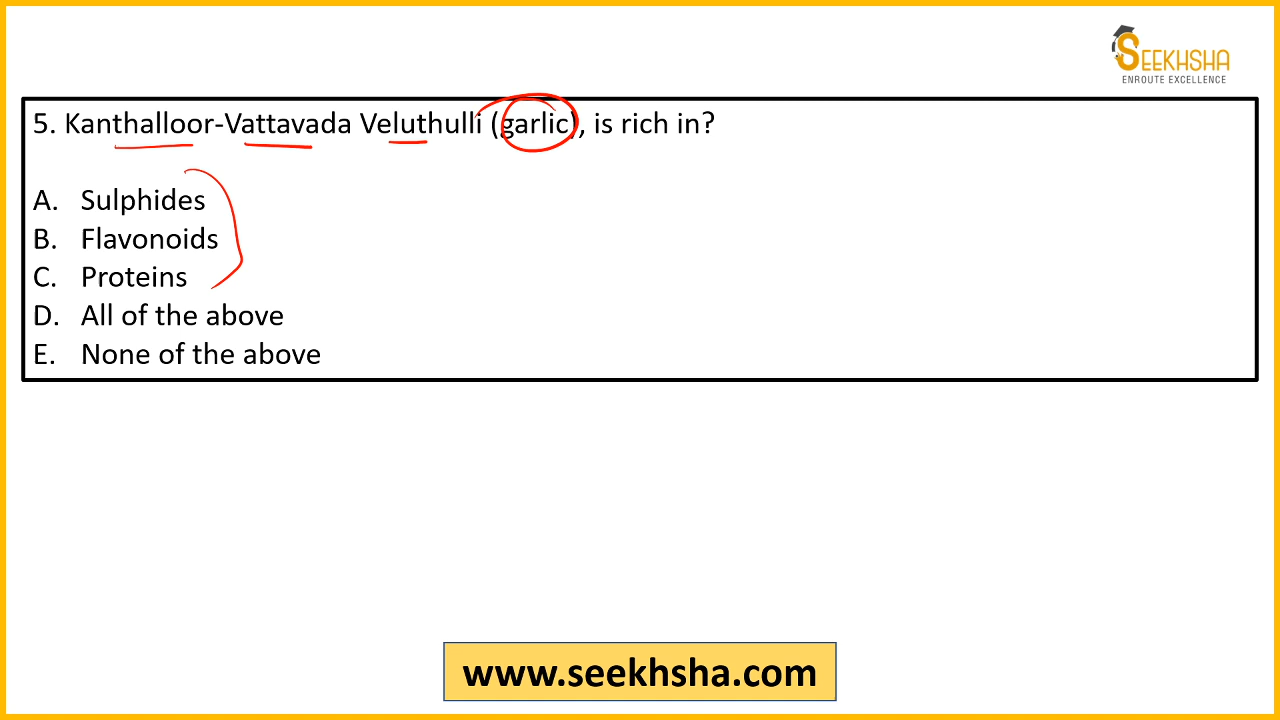 SEEKHSHA
ENROUTE EXCELLENCE
5. Kanthalloor-Vattavada Veluthulli (garlic), is rich in?
A. Sulphides
B. Flavonoids
C. Proteins
D. All of the above
E. None of the above
www.seekhsha.com